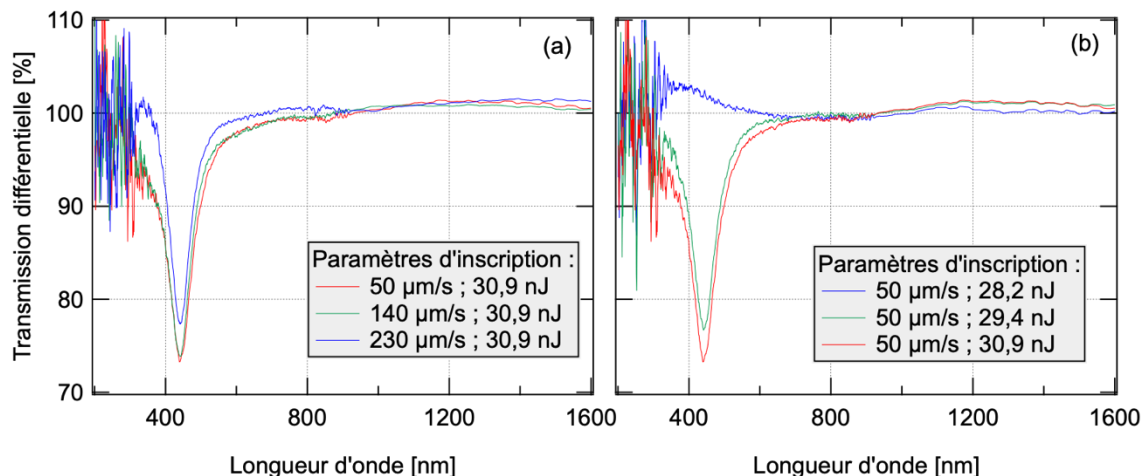 110
100
90
80
70
Transmission différentielle [%]
(a)
Paramètres d'inscription :
50 µm/s ; 30,9 nJ
140 µm/s ; 30,9 nJ
230 µm/s ; 30,9 nJ
400
800
1200
1600
Longueur d'onde [nm]
(b)
Paramètres d'inscription :
50 µm/s ; 28,2 nJ
50 µm/s ; 29,4 nJ
50 µm/s ; 30,9 nJ
400
800
1200
1600
Longueur d'onde [nm]